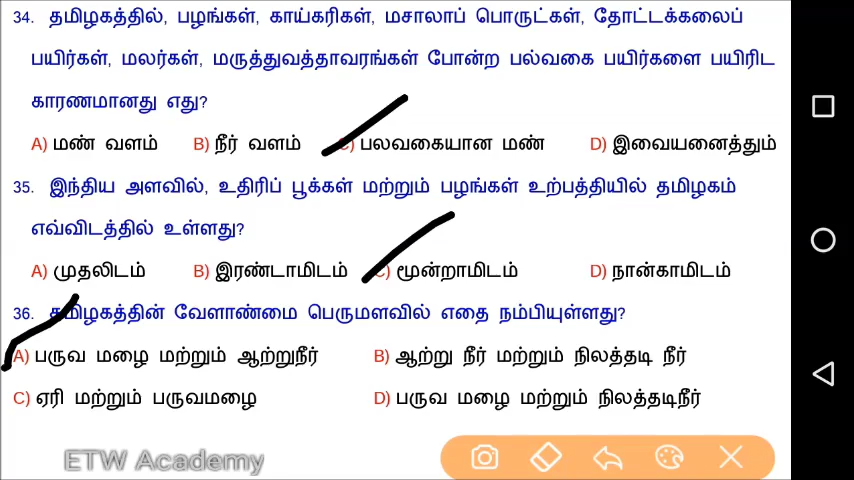 34. தமிழகத்தில், பழங்கள், காய்கரிகள், மசாலாப் பொருட்கள், தோட்டக்கலைப்
பயிர்கள், மலர்கள், மருத்துவத்தாவரங்கள் போன்ற பல்வகை பயிர்களை பயிரிட
காரணமானது எது?
A) மண் வளம் B) நீர் வளம் C) பலவகையான மண் D) இவையனைத்தும்
35. இந்திய அளவில், உதிரிப் பூக்கள் மற்றும் பழங்கள் உற்பத்தியில் தமிழகம்
எவ்விடத்தில் உள்ளது?
A) முதலிடம் B) இரண்டாமிடம் C) மூன்றாமிடம் D) நான்காமிடம்
36. தமிழகத்தின் வேளாண்மை பெருமளவில் எதை நம்பியுள்ளது?
A) பருவ மழை மற்றும் ஆற்றுநீர் B) ஆற்று நீர் மற்றும் நிலத்தடி நீர்
C) ஏரி மற்றும் பருவமழை D) பருவ மழை மற்றும் நிலத்தடிநீர்
ETW Academy